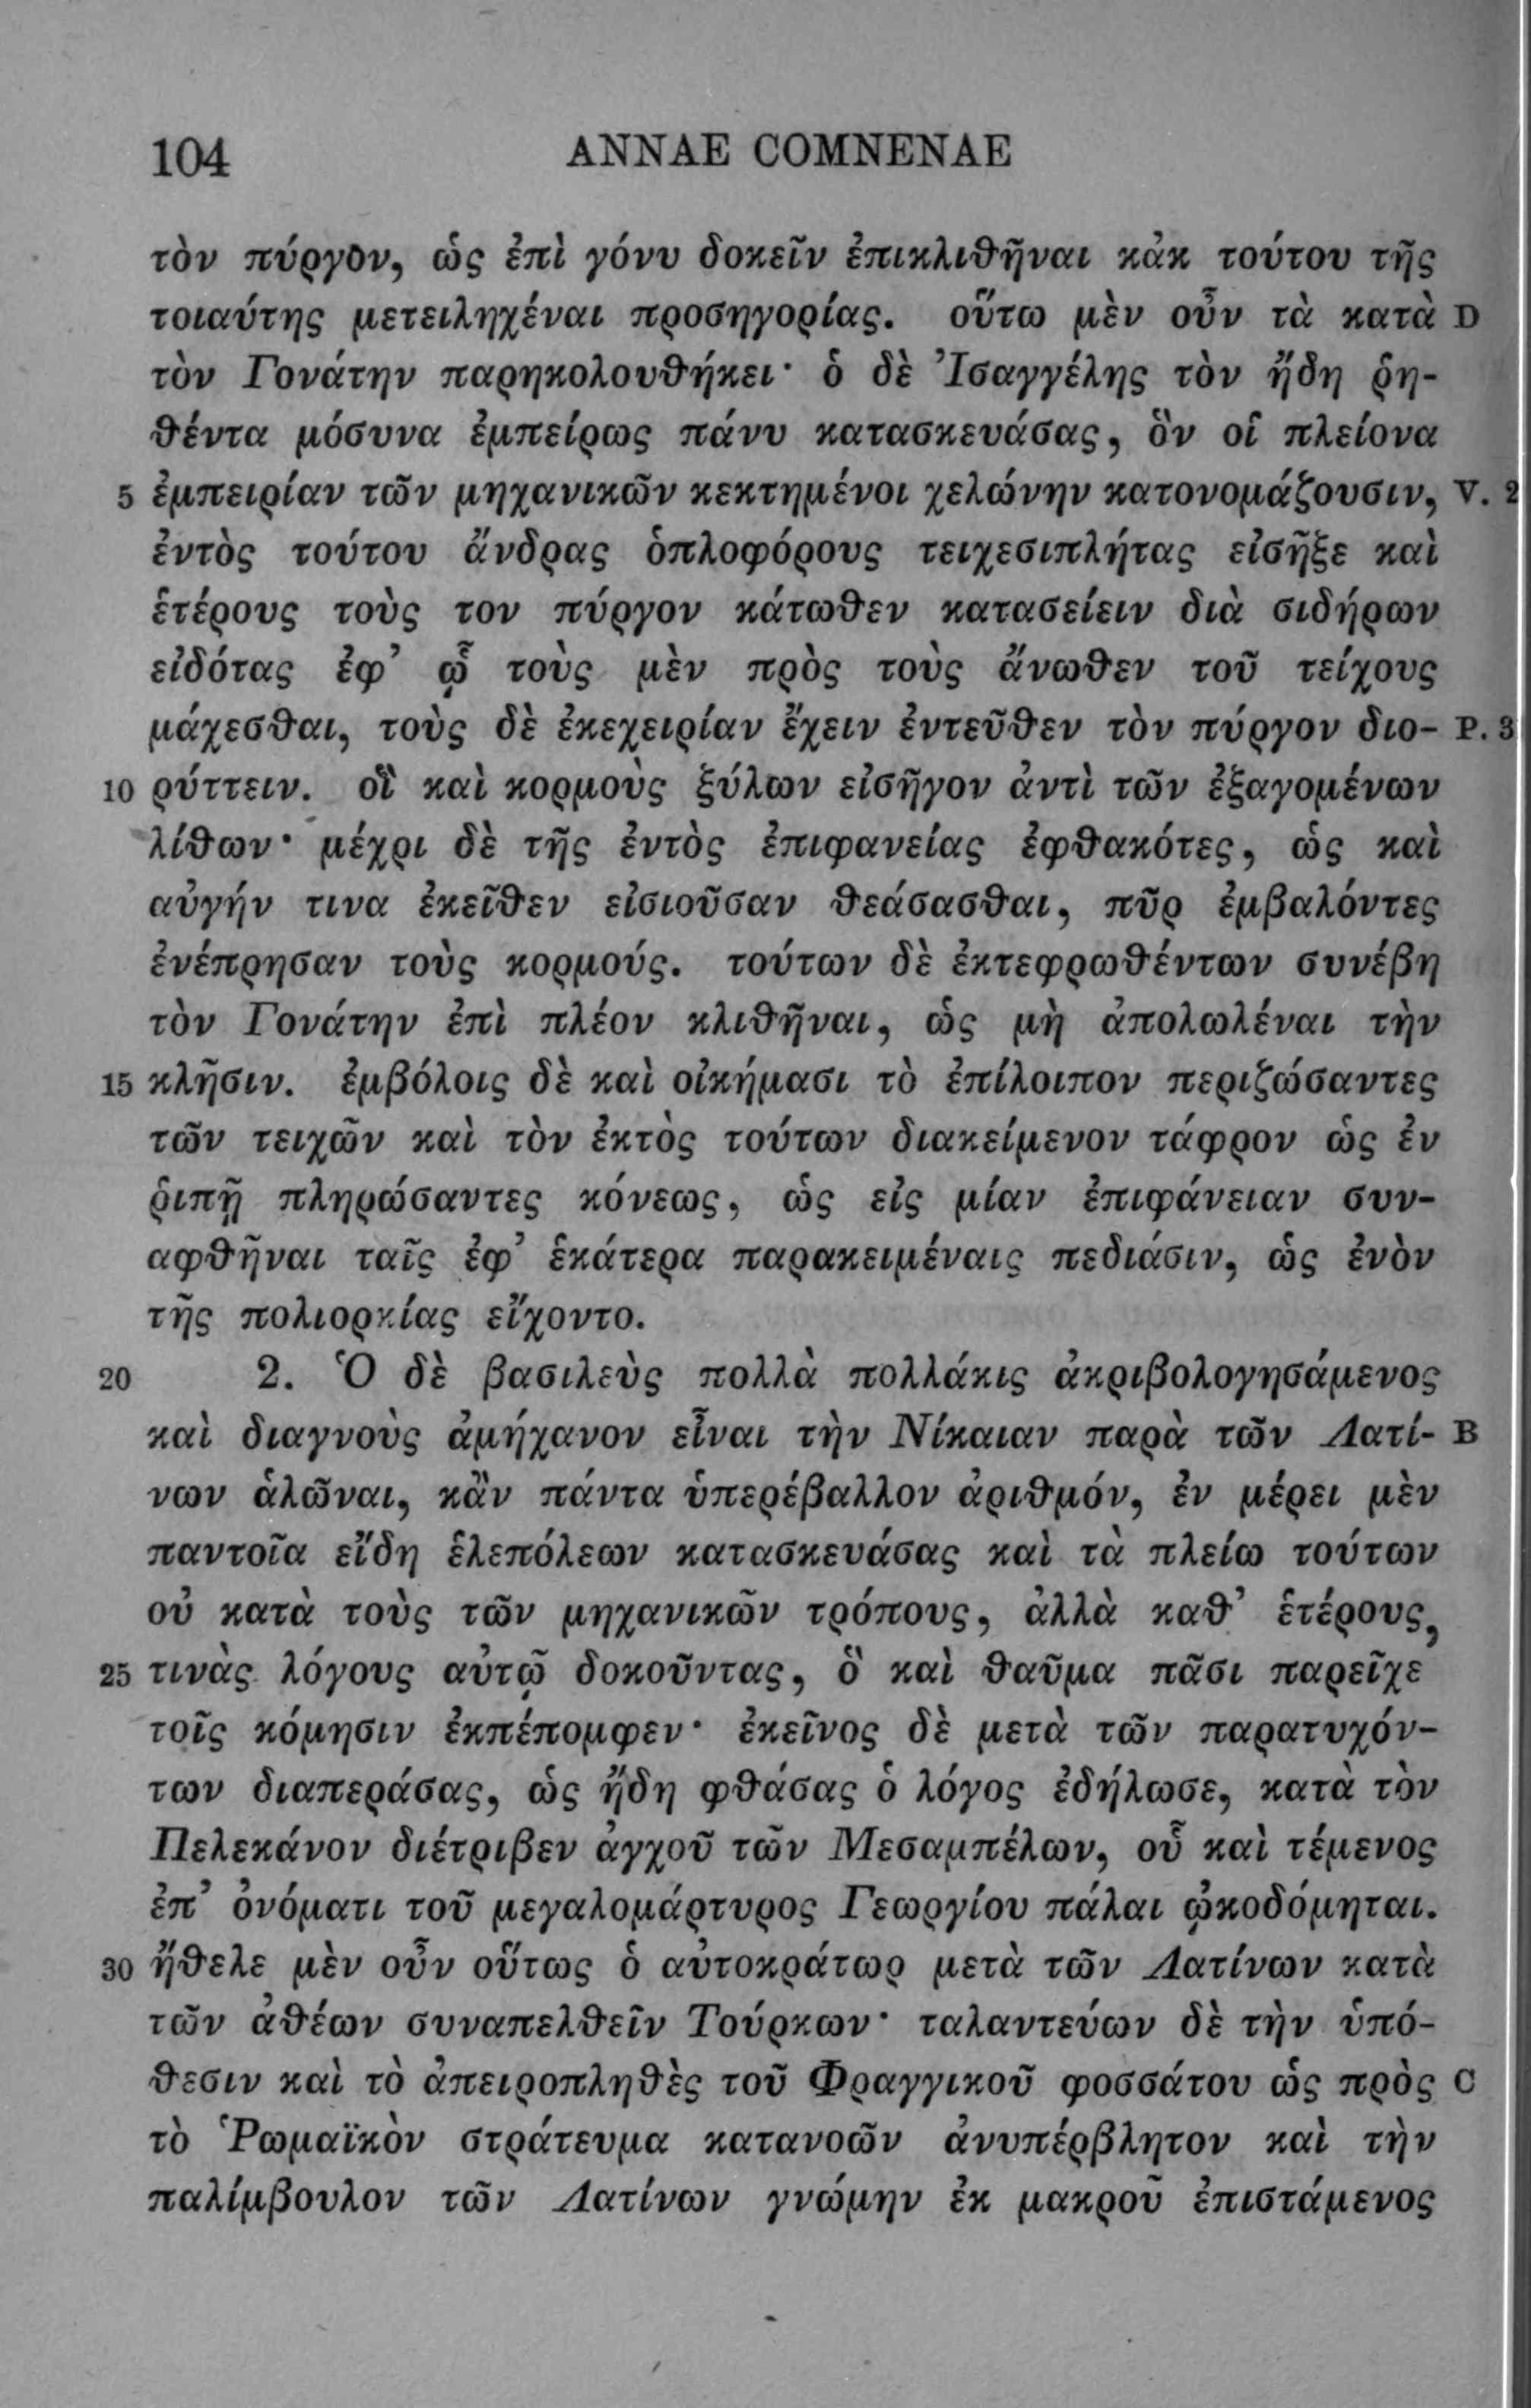 104 ANNAE COMNENAE
τὸν πύργον, ὡς ἐπὶ γόνυ δοκεῖν ἐπικλιθῆναι κἀκ τούτου τῆς
τοιαύτης μετειληχέναι προσηγορίας. οὕτω μὲν οὖν τὰ κατὰ D
τὸν Γονάτην παρηκολουθήκει· ὁ δὲ Ἰσαγγέλης τὸν ἤδη ῥη-
θέντα μόσυνα ἐμπείρως πάνυ κατασκευάσας, ὃν οἱ πλείονα
5 ἐμπειρίαν τῶν μηχανικῶν κεκτημένοι χελώνην κατονομάζουσιν, V. 2
ἐντὸς τούτου ἄνδρας ὁπλοφόρους τειχεσιπλήτας εἰσῆξε καὶ
ἑτέρους τοὺς τον πύργον κάτωθεν κατασείειν διὰ σιδήρων
εἰδότας ἐφ’ ᾧ τοὺς μὲν πρὸς τοὺς ἄνωθεν τοῦ τείχους
μάχεσθαι, τοὺς δὲ ἐκεχειρίαν ἔχειν ἐντεῦθεν τὸν πύργον διο- P. 3
10 ρύττειν. οἳ καὶ κορμοὺς ξύλων εἰσῆγον ἀντὶ τῶν ἐξαγομένων
λίθων· μέχρι δὲ τῆς ἐντὸς ἐπιφανείας ἐφθακότες, ὡς καὶ
αὐγήν τινα ἐκεῖθεν εἰσιοῦσαν θεάσασθαι, πῦρ ἐμβαλόντες
ἐνέπρησαν τοὺς κορμούς. τούτων δὲ ἐκτεφρωθέντων συνέβη
τὸν Γονάτην ἐπὶ πλέον κλιθῆναι, ὡς μὴ ἀπολωλέναι τὴν
15 κλῆσιν. ἐμβόλοις δὲ καὶ οἰκήμασι τὸ ἐπίλοιπον περιζώσαντες
τῶν τειχῶν καὶ τὸν ἐκτὸς τούτων διακείμενον τάφρον ὡς ἐν
ῥιπῇ πληρώσαντες κόνεως, ὡς εἰς μίαν ἐπιφάνειαν συν-
αφθῆναι ταῖς ἐφ’ ἑκάτερα παρακειμέναις πεδιάσιν, ὡς ἐνὸν
τῆς πολιορκίας εἴχοντο.
20 2. Ὁ δὲ βασιλεὺς πολλὰ πολλάκις ἀκριβολογησάμενος
καὶ διαγνοὺς ἀμήχανον εἶναι τὴν Νίκαιαν παρὰ τῶν Λατί- B
νων ἁλῶναι, κἂν πάντα ὑπερέβαλλον ἀριθμόν, ἐν μέρει μὲν
παντοῖα εἴδη ἑλεπόλεων κατασκευάσας καὶ τὰ πλείω τούτων
οὐ κατὰ τοὺς τῶν μηχανικῶν τρόπους, ἀλλὰ καθ’ ἑτέρους,
25 τινὰς λόγους αὐτῷ δοκοῦντας, ὃ καὶ θαῦμα πᾶσι παρεῖχε
τοῖς κόμησιν ἐκπέπομφεν· ἐκεῖνος δὲ μετὰ τῶν παρατυχόν-
των διαπεράσας, ὡς ἤδη φθάσας ὁ λόγος ἐδήλωσε, κατὰ τὸν
Πελεκάνον διέτριβεν ἀγχοῦ τῶν Μεσαμπέλων, οὗ καὶ τέμενος
ἐπ’ ὀνόματι τοῦ μεγαλομάρτυρος Γεωργίου πάλαι ᾠκοδόμηται.
30 ἤθελε μὲν οὖν οὕτως ὁ αὐτοκράτωρ μετὰ τῶν Λατίνων κατὰ
τῶν ἀθέων συναπελθεῖν Τούρκων· ταλαντεύων δὲ τὴν ὑπό-
θεσιν καὶ τὸ ἀπειροπληθὲς τοῦ Φραγγικοῦ φοσσάτου ὡς πρὸς C
τὸ Ῥωμαϊκὸν στράτευμα κατανοῶν ἀνυπέρβλητον καὶ τὴν
παλίμβουλον τῶν Λατίνων γνώμην ἐκ μακροῦ ἐπιστάμενος